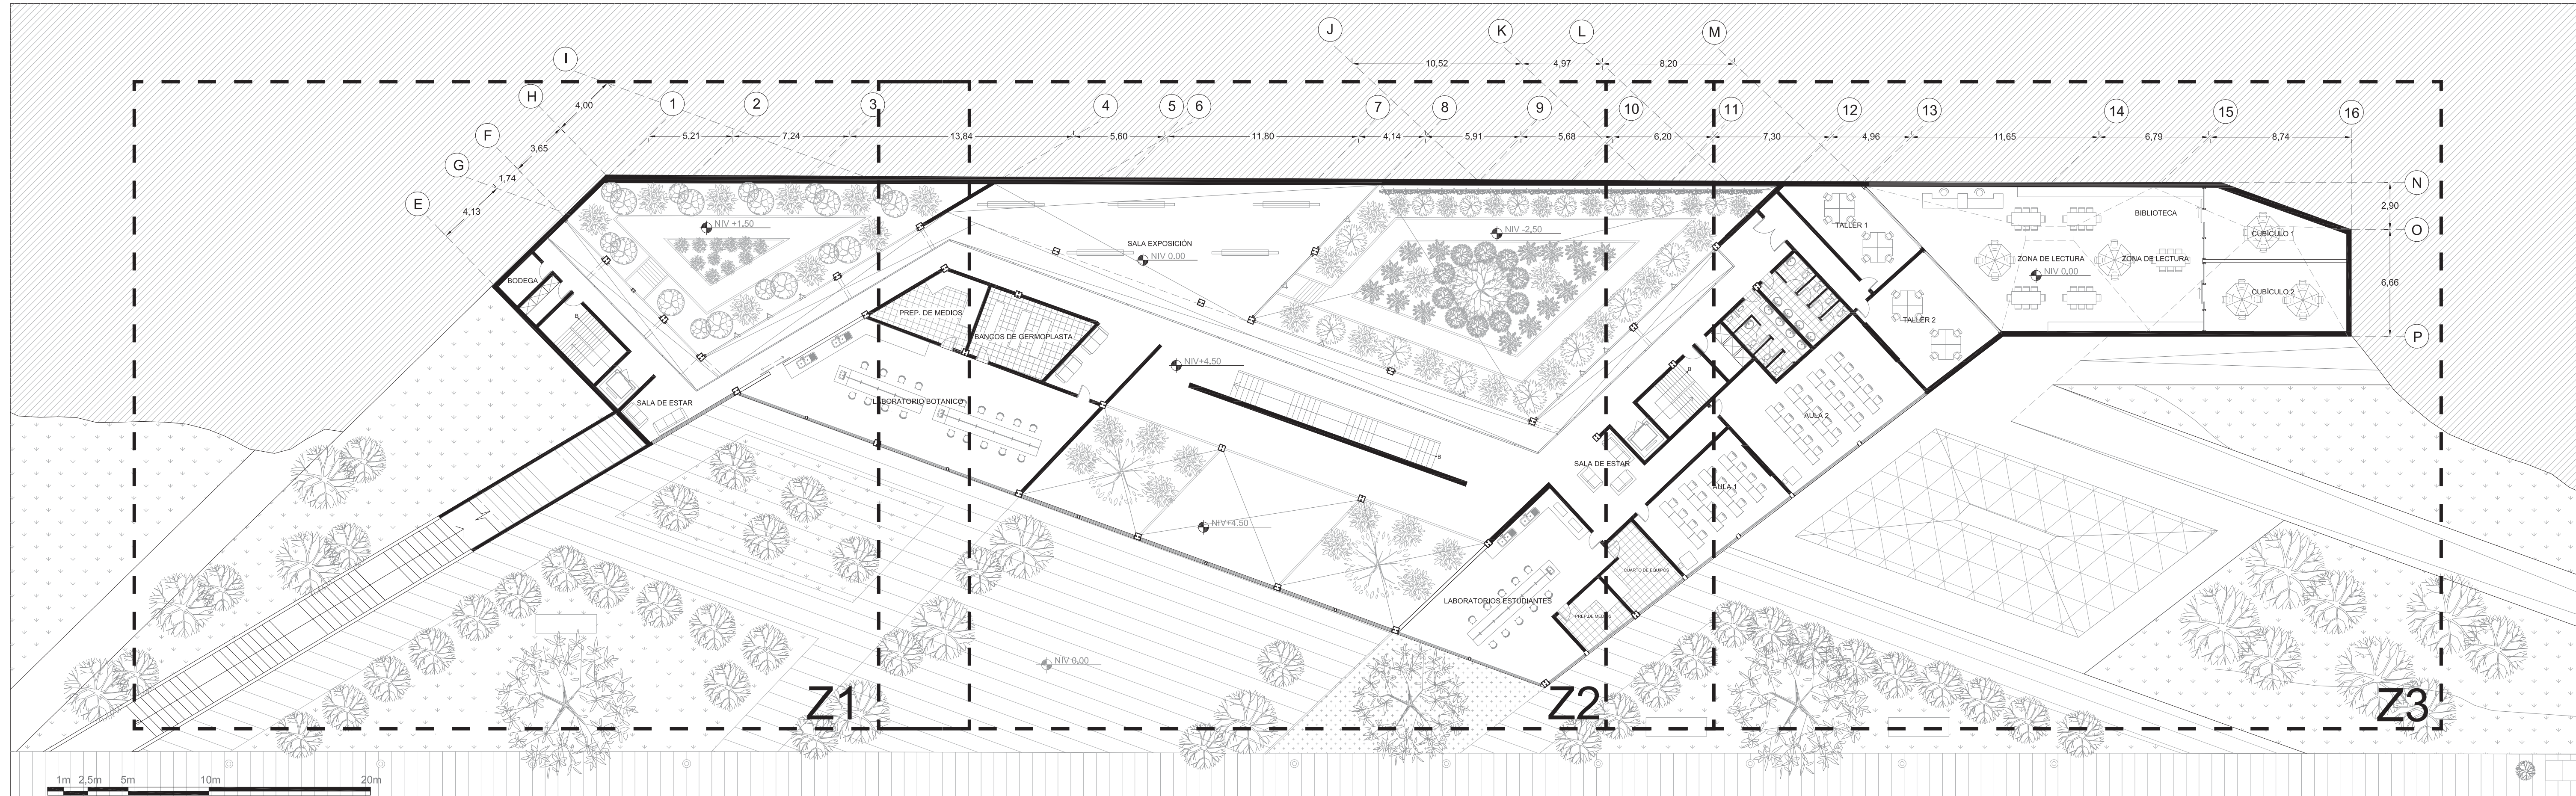 J
K
L
M
I
10,52
4,97
8,20
H
4,00
1
2
3
4
5
6
7
8
9
10
11
12
13
14
15
16
F
3,65
5,21
7,24
13,84
5,60
11,80
4,14
5,91
5,68
6,20
7,30
4,96
11,65
6,79
8,74
G
1,74
E
4,13
N
2,90
O
6,66
P
NIV +1,50
NIV -2,50
SALA EXPOSICIÓN
NIV 0,00
TALLER 1
BIBLIOTECA
CUBÍCULO 1
ZONA DE LECTURA
ZONA DE LECTURA
NIV 0,00
BODEGA
CUBÍCULO 2
PREP. DE MEDIOS
TALLER 2
BANCOS DE GERMOPLASTA
B
NIV+4,50
B
SALA DE ESTAR
LABORATORIO BOTANICO
AULA 2
B
SALA DE ESTAR
AULA 1
NIV+4,50
CUARTO DE EQUIPOS
LABORATORIOS ESTUDIANTES
PREP.DE MEDIOS
NIV 0,00
Z1
Z2
Z3
1m 2,5m 5m 10m 20m